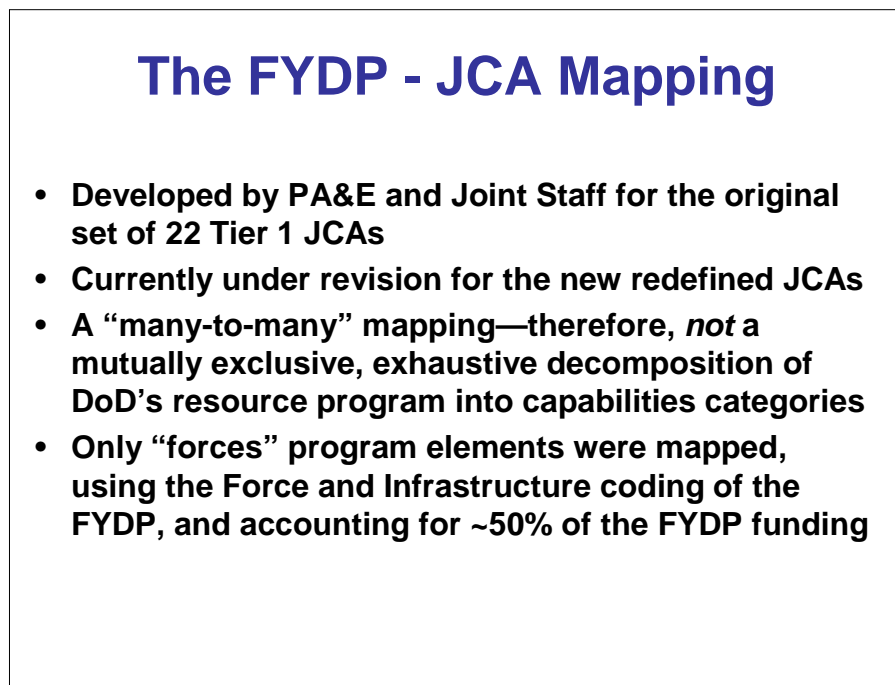 The FYDP - JCA Mapping
• Developed by PA&E and Joint Staff for the original
set of 22 Tier 1 JCAs
• Currently under revision for the new redefined JCAs
• A “many-to-many” mapping—therefore, not a
mutually exclusive, exhaustive decomposition of
DoD’s resource program into capabilities categories
• Only “forces” program elements were mapped,
using the Force and Infrastructure coding of the
FYDP, and accounting for ~50% of the FYDP funding